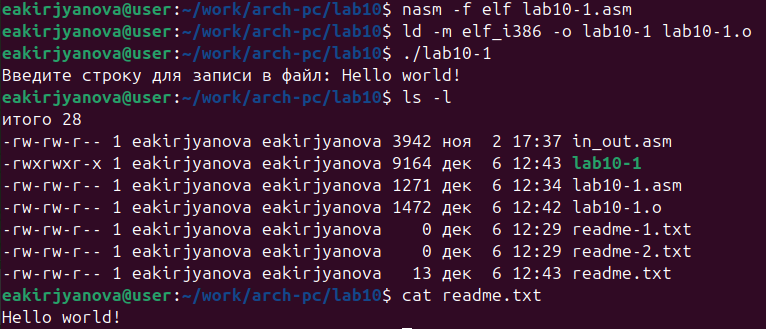 eakirjyanova@user:~/work/arch-pc/lab10$ nasm -f elf lab10-1.asm
eakirjyanova@user:~/work/arch-pc/lab10$ ld -m elf_i386 -o lab10-1 lab10-1.o
eakirjyanova@user:~/work/arch-pc/lab10$ ./lab10-1
Введите строку для записи в файл: Hello world!
eakirjyanova@user:~/work/arch-pc/lab10$ ls -l
итого 28
-rw-rw-r-- 1 eakirjyanova eakirjyanova 3942 ноя  2 17:37 in_out.asm
-rwxrwxr-x 1 eakirjyanova eakirjyanova 9164 дек  6 12:43 lab10-1
-rw-rw-r-- 1 eakirjyanova eakirjyanova 1271 дек  6 12:34 lab10-1.asm
-rw-rw-r-- 1 eakirjyanova eakirjyanova 1472 дек  6 12:42 lab10-1.o
-rw-rw-r-- 1 eakirjyanova eakirjyanova    0 дек  6 12:29 readme-1.txt
-rw-rw-r-- 1 eakirjyanova eakirjyanova    0 дек  6 12:29 readme-2.txt
-rw-rw-r-- 1 eakirjyanova eakirjyanova   13 дек  6 12:43 readme.txt
eakirjyanova@user:~/work/arch-pc/lab10$ cat readme.txt
Hello world!